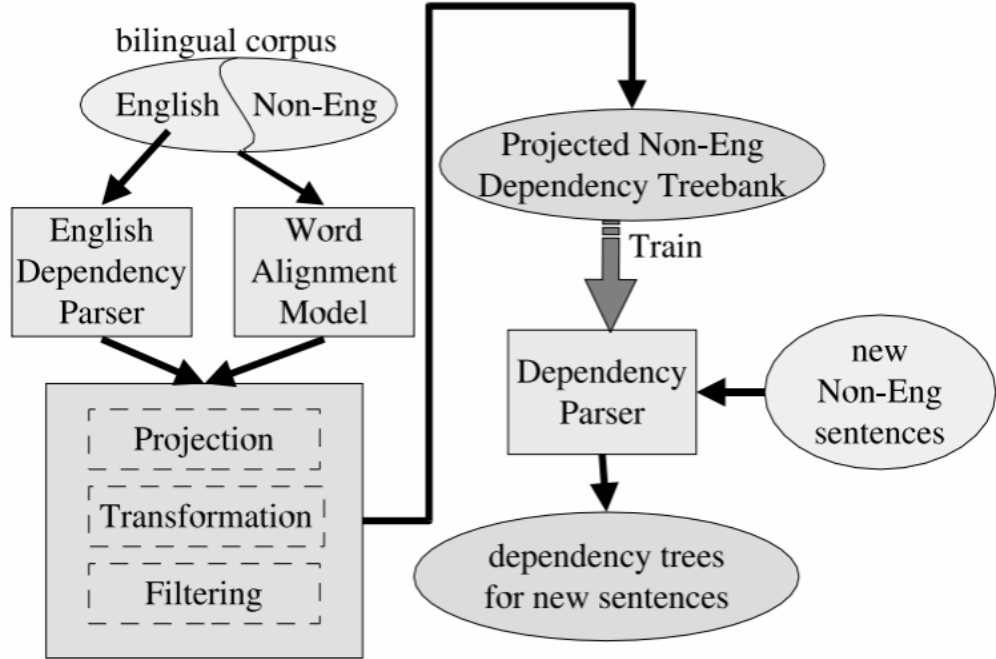 bilingual corpus
English
Non-Eng
English
Dependency
Parser
Word
Alignment
Model
Projection
Transformation
Filtering
Projected Non-Eng
Dependency Treebank
Train
Dependency
Parser
new
Non-Eng
sentences
dependency trees
for new sentences